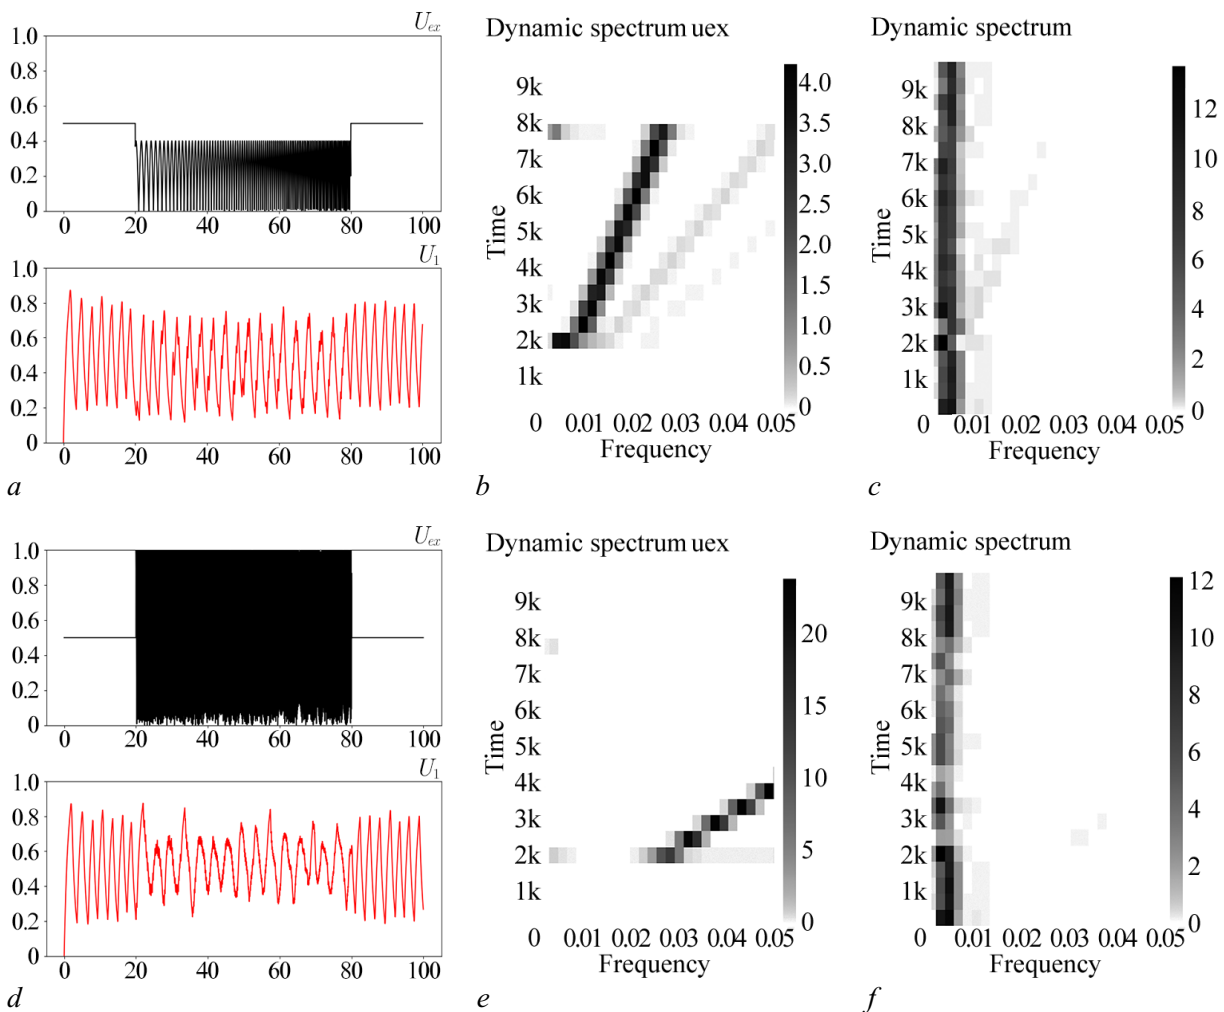 U_ex
1.0
0.8
0.6
0.4
0.2
0
0 20 40 60 80 100
U_1
1.0
0.8
0.6
0.4
0.2
0
0 20 40 60 80 100
a
Dynamic spectrum uex
9k
8k
7k
6k
5k
4k
3k
2k
1k
Time
0 0.01 0.02 0.03 0.04 0.05
Frequency
4.0
3.5
3.0
2.5
2.0
1.5
1.0
0.5
0
b
Dynamic spectrum
9k
8k
7k
6k
5k
4k
3k
2k
1k
Time
0 0.01 0.02 0.03 0.04 0.05
Frequency
12
10
8
6
4
2
0
c
U_ex
1.0
0.8
0.6
0.4
0.2
0
0 20 40 60 80 100
U_1
1.0
0.8
0.6
0.4
0.2
0
0 20 40 60 80 100
d
Dynamic spectrum uex
9k
8k
7k
6k
5k
4k
3k
2k
1k
Time
0 0.01 0.02 0.03 0.04 0.05
Frequency
20
15
10
5
0
e
Dynamic spectrum
9k
8k
7k
6k
5k
4k
3k
2k
1k
Time
0 0.01 0.02 0.03 0.04 0.05
Frequency
12
10
8
6
4
2
0
f